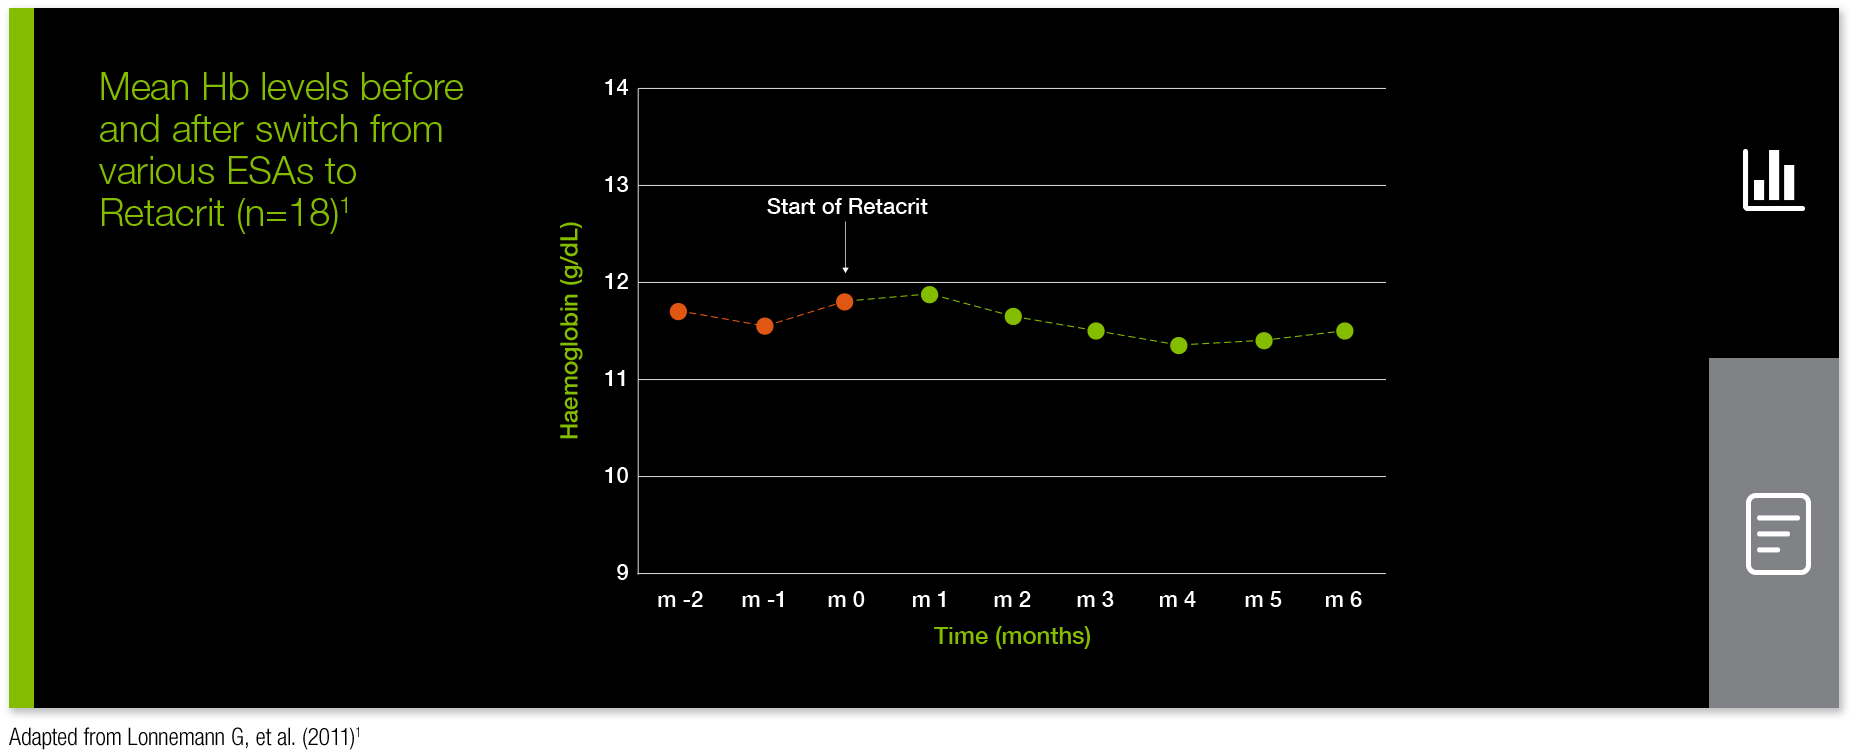 Mean Hb levels before
and after switch from
various ESAs to
Retacrit (n=18)¹
Haemoglobin (g/dL)
14
13
12
11
10
9
Start of Retacrit
m -2 m -1 m 0 m 1 m 2 m 3 m 4 m 5 m 6
Time (months)
Adapted from Lonnemann G, et al. (2011)¹